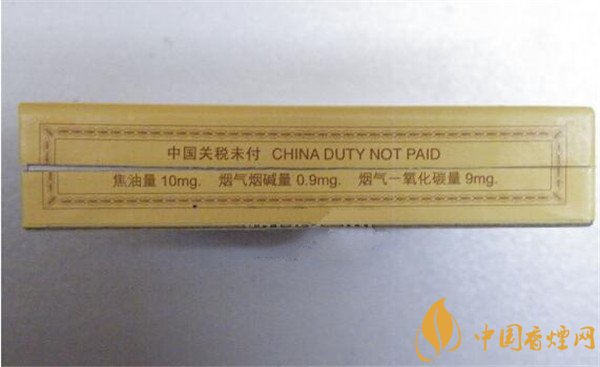 中国关税未付 CHINA DUTY NOT PAID
焦油量 10mg. 烟气烟碱量 0.9mg. 烟气一氧化碳量 9mg.
中国香煙网